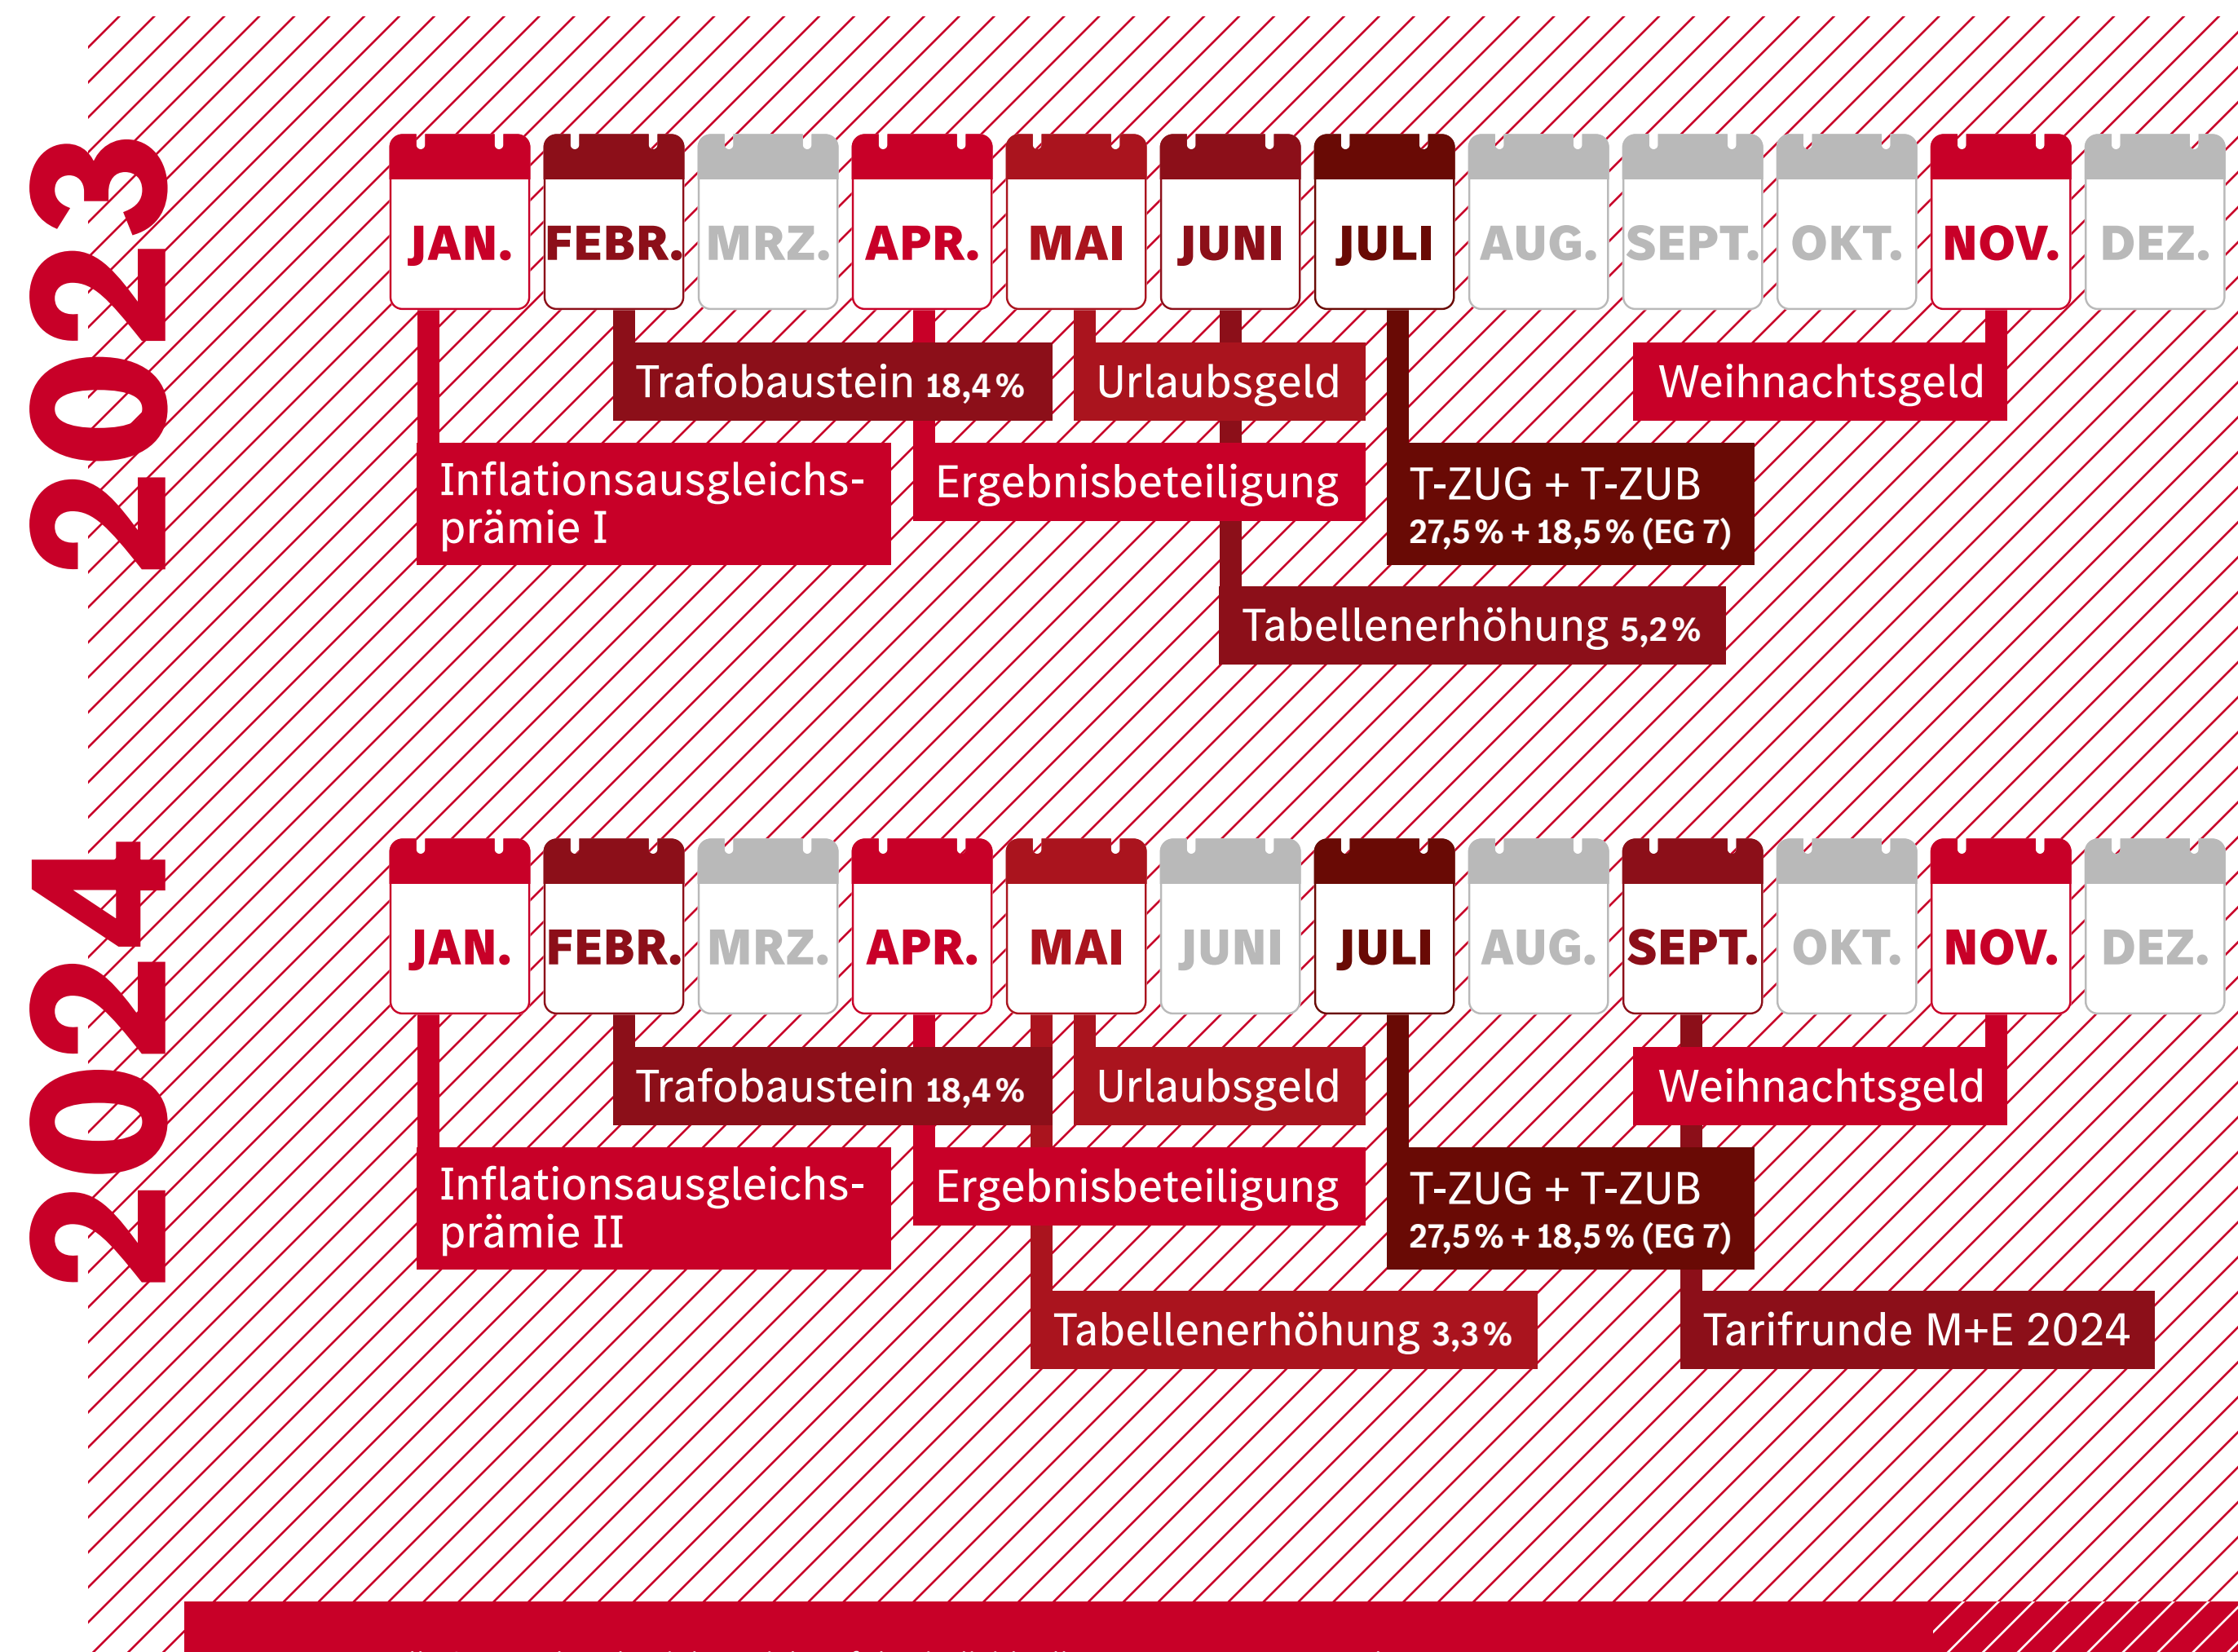 2023
JAN. FEBR. MRZ. APR. MAI JUNI JULI AUG. SEPT. OKT. NOV. DEZ.
Trafobaustein 18,4 % Urlaubsgeld Weihnachtsgeld
Inflationsausgleichs-
prämie I
Ergebnisbeteiligung
T-ZUG + T-ZUB
27,5 % + 18,5 % (EG 7)
Tabellenerhöhung 5,2 %
2024
JAN. FEBR. MRZ. APR. MAI JUNI JULI AUG. SEPT. OKT. NOV. DEZ.
Trafobaustein 18,4 % Urlaubsgeld Weihnachtsgeld
Inflationsausgleichs-
prämie II
Ergebnisbeteiligung
T-ZUG + T-ZUB
27,5 % + 18,5 % (EG 7)
Tabellenerhöhung 3,3 % Tarifrunde M+E 2024